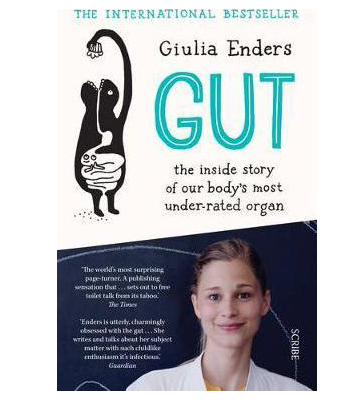 THE INTERNATIONAL BESTSELLER
Giulia Enders
GUT
the inside story
of our body's most
under-rated organ
'The world's most surprising
page-turner. A publishing
sensation that . . . sets out to free
toilet talk from its taboo.'
The Times
'Enders is utterly, charmingly
obsessed with the gut . . . She
writes and talks about her subject
matter with such childlike
enthusiasm it's infectious.'
Guardian
SCRIBE